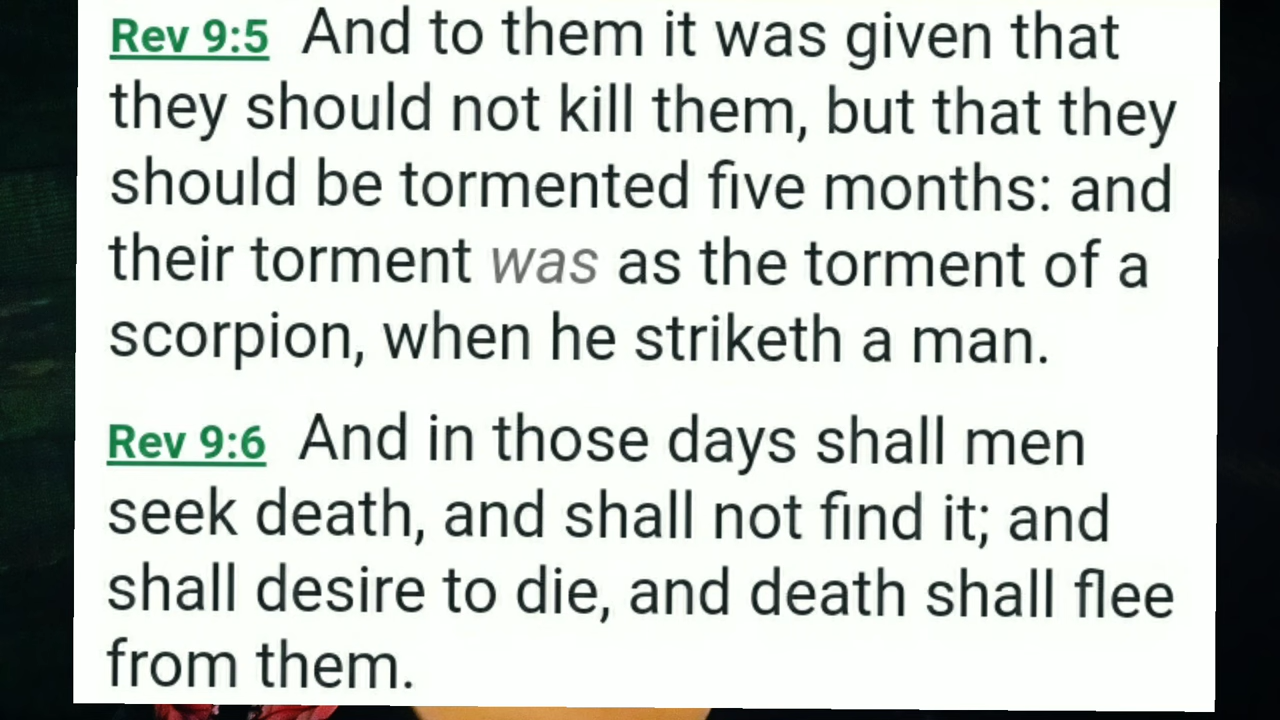 Rev 9:5 And to them it was given that
they should not kill them, but that they
should be tormented five months: and
their torment was as the torment of a
scorpion, when he striketh a man.
Rev 9:6 And in those days shall men
seek death, and shall not find it; and
shall desire to die, and death shall flee
from them.